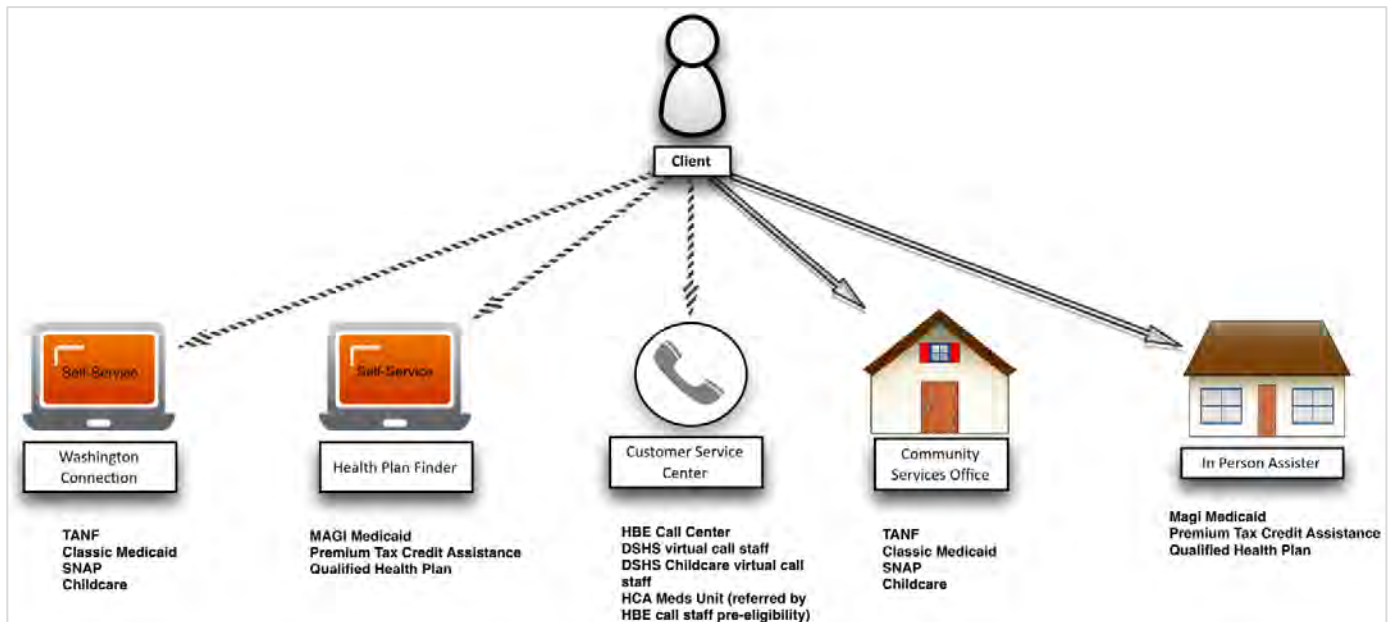 Client
Self-Service
Self-Service
Washington
Connection
Health Plan Finder
Customer Service
Center
Community
Services Office
In Person Assister
TANF
Classic Medicaid
SNAP
Childcare
MAGI Medicaid
Premium Tax Credit Assistance
Qualified Health Plan
HBE Call Center
DSHS virtual call staff
DSHS Childcare virtual call
staff
HCA Meds Unit (referred by
HBE call staff pre-eligibility)
TANF
Classic Medicaid
SNAP
Childcare
Magi Medicaid
Premium Tax Credit Assistance
Qualified Health Plan